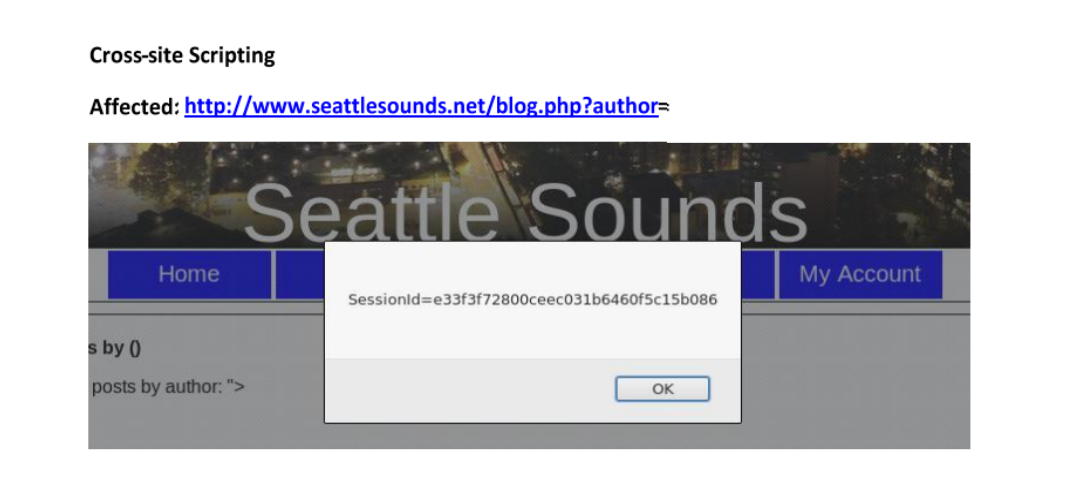 Cross-site Scripting
Affected: http://www.seattlesounds.net/blog.php?author=
Seattle Sounds
Home
My Account
SessionId=e33f3f72800ceec031b6460f5c15b086
s by ()
posts by author: ">
OK